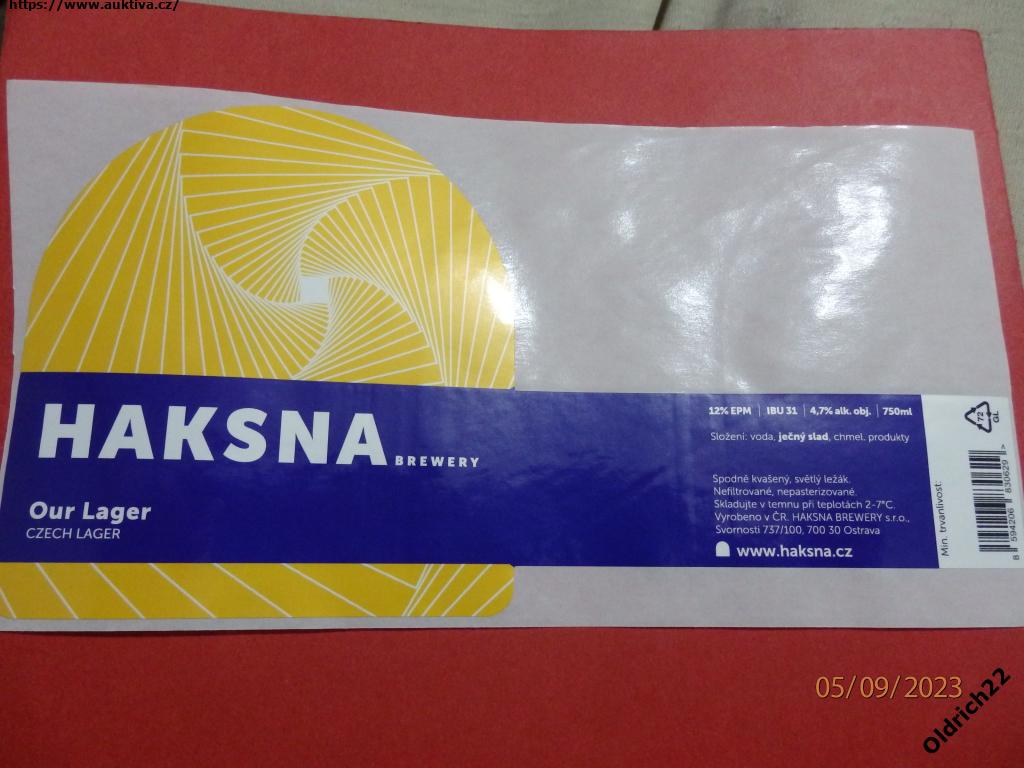 https://www.auktiva.cz/
HAKSNA BREWERY
Our Lager
CZECH LAGER
12% EPM | IBU 31 | 4,7% alk. obj. | 750ml
Složení: voda, ječný slad, chmel. produkty
Spodně kvašený, světlý ležák.
Nefiltrované, nepasterizované.
Skladujte v temnu při teplotách 2-7°C.
Vyrobeno v ČR. HAKSNA BREWERY s.r.o.,
Svornosti 737/100, 700 30 Ostrava
www.haksna.cz
Min. trvanlivost:
72
GL
8 594206 830629 >
05/09/2023
Oldrich22